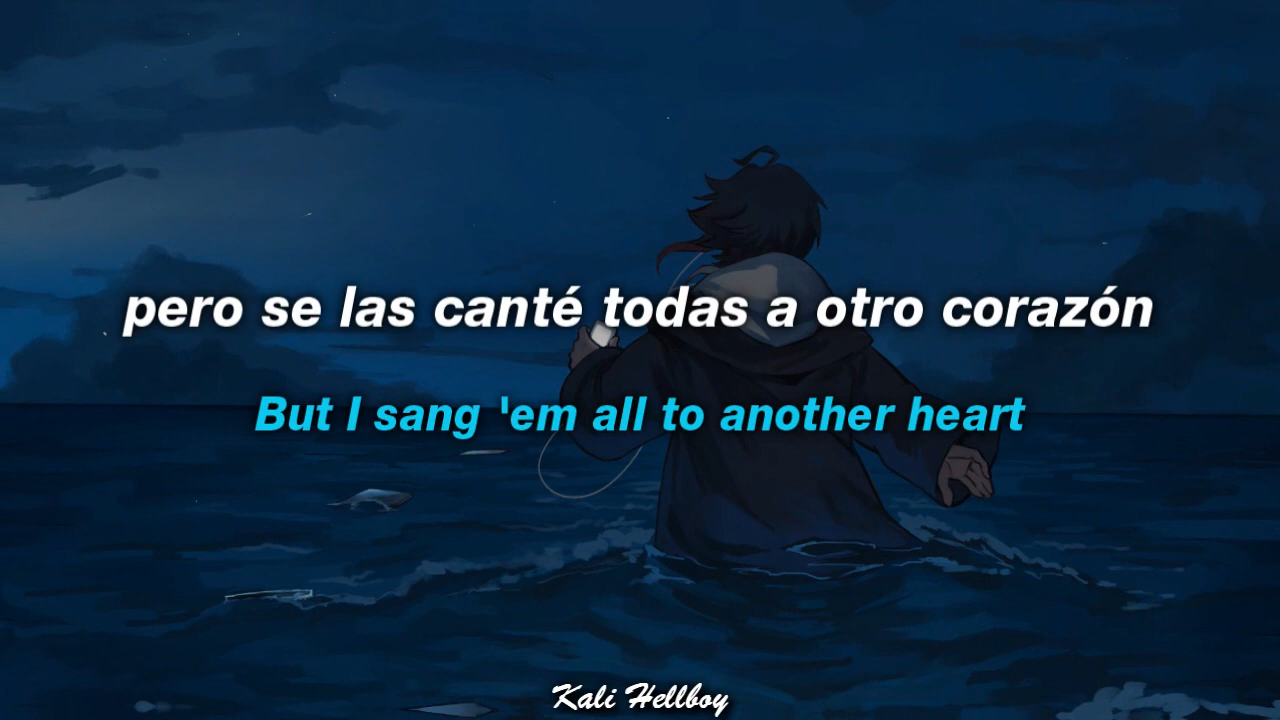 pero se las canté todas a otro corazón
But I sang 'em all to another heart
Kali Hellboy